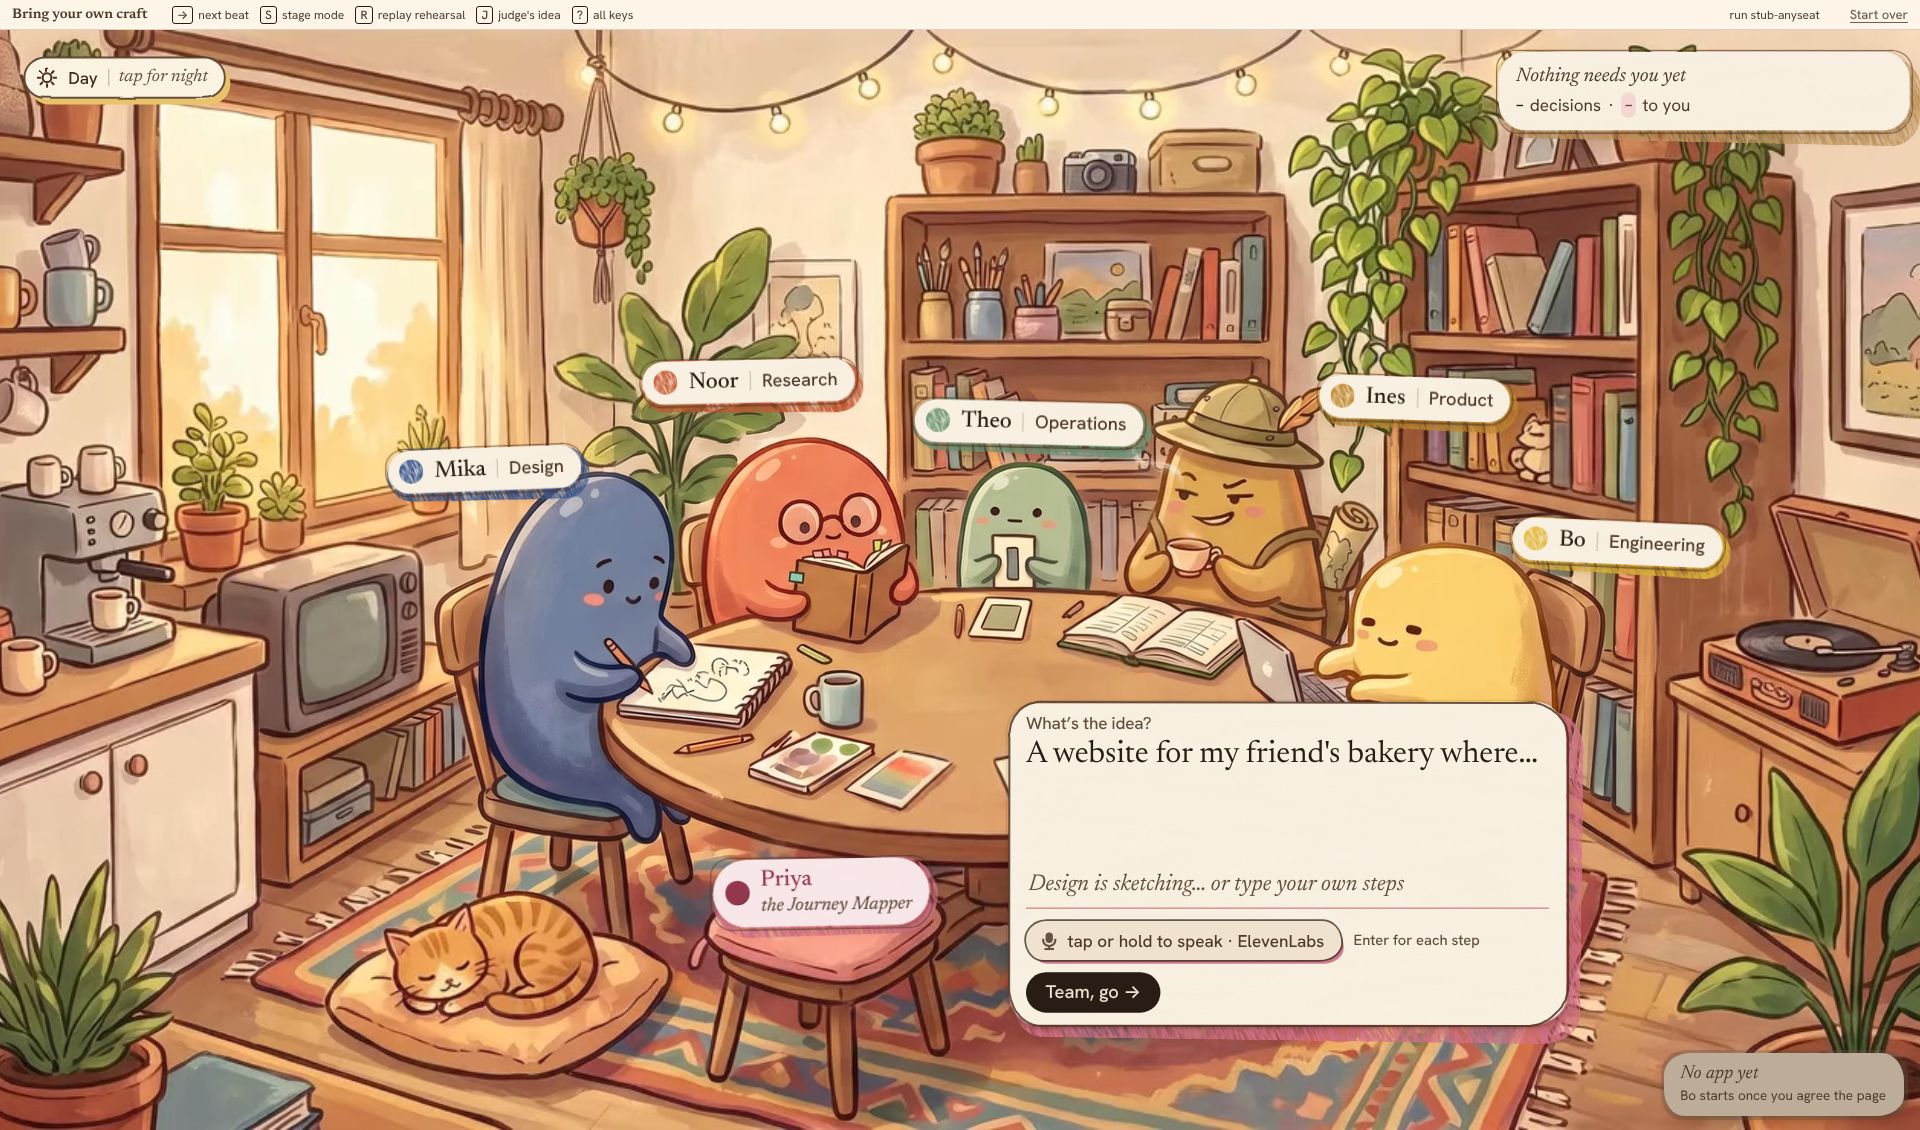 Bring your own craft → next beat S stage mode R replay rehearsal J judge's idea ? all keys run stub-anyseat Start over
Day tap for night
Nothing needs you yet
– decisions · – to you
Noor Research
Theo Operations
Ines Product
Mika Design
Bo Engineering
What's the idea?
A website for my friend's bakery where...
Priya
the Journey Mapper
Design is sketching... or type your own steps
tap or hold to speak · ElevenLabs Enter for each step
Team, go →
No app yet
Bo starts once you agree the page